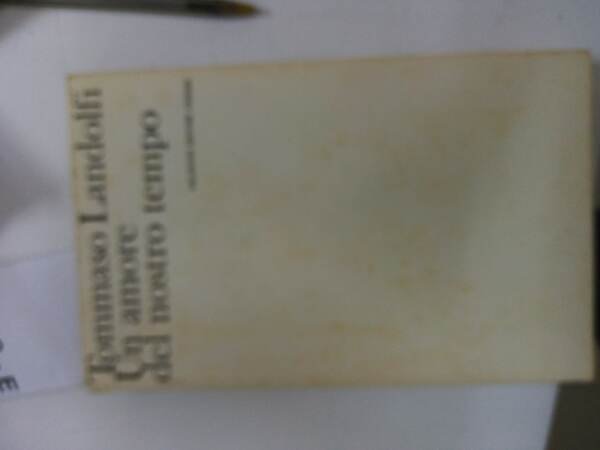 Tommaso Landolfi
Un amore
del nostro tempo